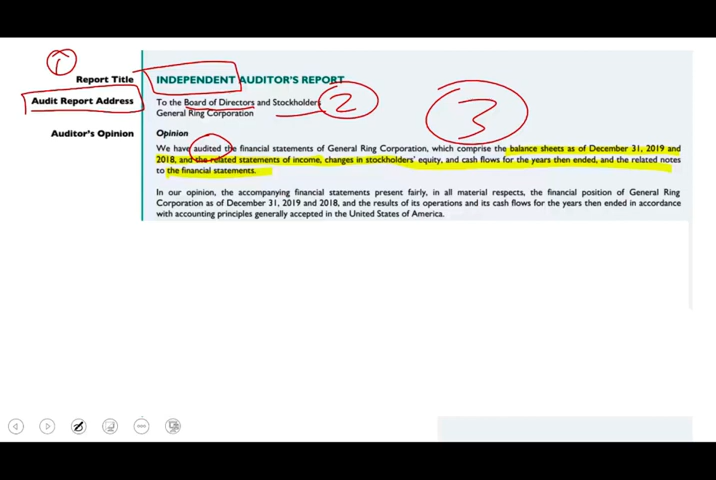 1
Report Title
INDEPENDENT AUDITOR'S REPORT
Audit Report Address
To the Board of Directors and Stockholders
2
3
General Ring Corporation
Auditor's Opinion
Opinion
We have audited the financial statements of General Ring Corporation, which comprise the balance sheets as of December 31, 2019 and
2018, and the related statements of income, changes in stockholders' equity, and cash flows for the years then ended, and the related notes
to the financial statements.
In our opinion, the accompanying financial statements present fairly, in all material respects, the financial position of General Ring
Corporation as of December 31, 2019 and 2018, and the results of its operations and its cash flows for the years then ended in accordance
with accounting principles generally accepted in the United States of America.